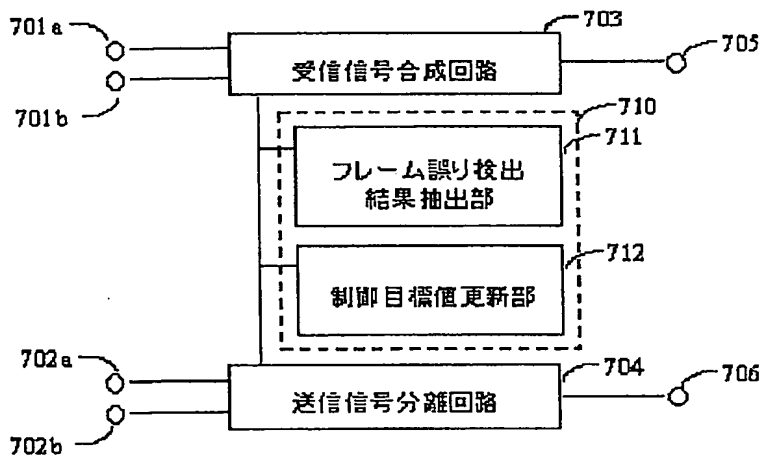 701a
703
受信信号合成回路
705
701b
710
711
フレーム誤り検出
結果抽出部
712
制御目標値更新部
702a
704
706
送信信号分離回路
702b